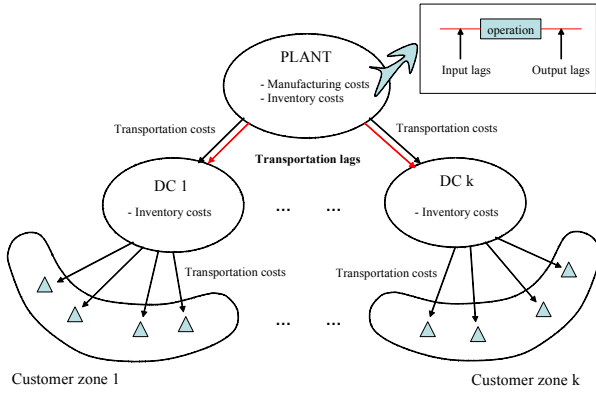 PLANT
- Manufacturing costs
- Inventory costs
operation
Input lags
Output lags
Transportation costs
Transportation costs
Transportation lags
DC 1
- Inventory costs
... ...
DC k
- Inventory costs
Transportation costs
Transportation costs
... ...
Customer zone 1
Customer zone k